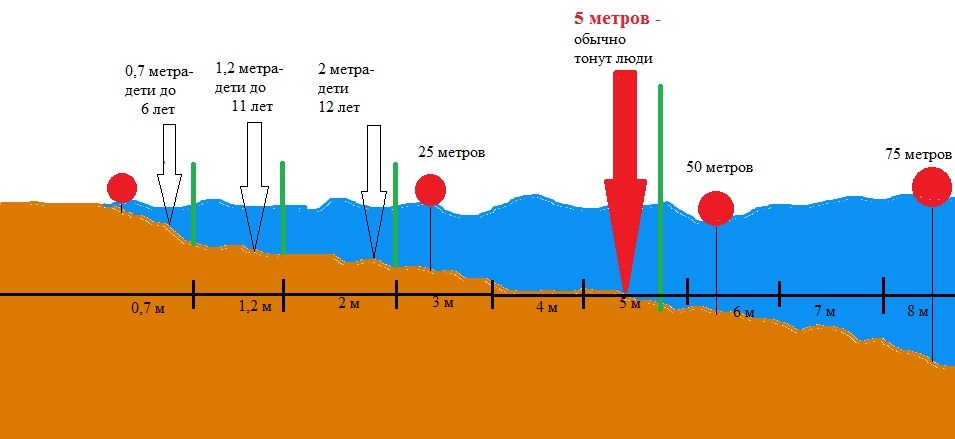 5 метров -
обычно
тонут люди
0,7 метра-
дети до
6 лет
1,2 метра-
дети до
11 лет
2 метра-
дети
12 лет
25 метров
50 метров
75 метров
0,7 м
1,2 м
2 м
3 м
4 м
5 м
6 м
7 м
8 м